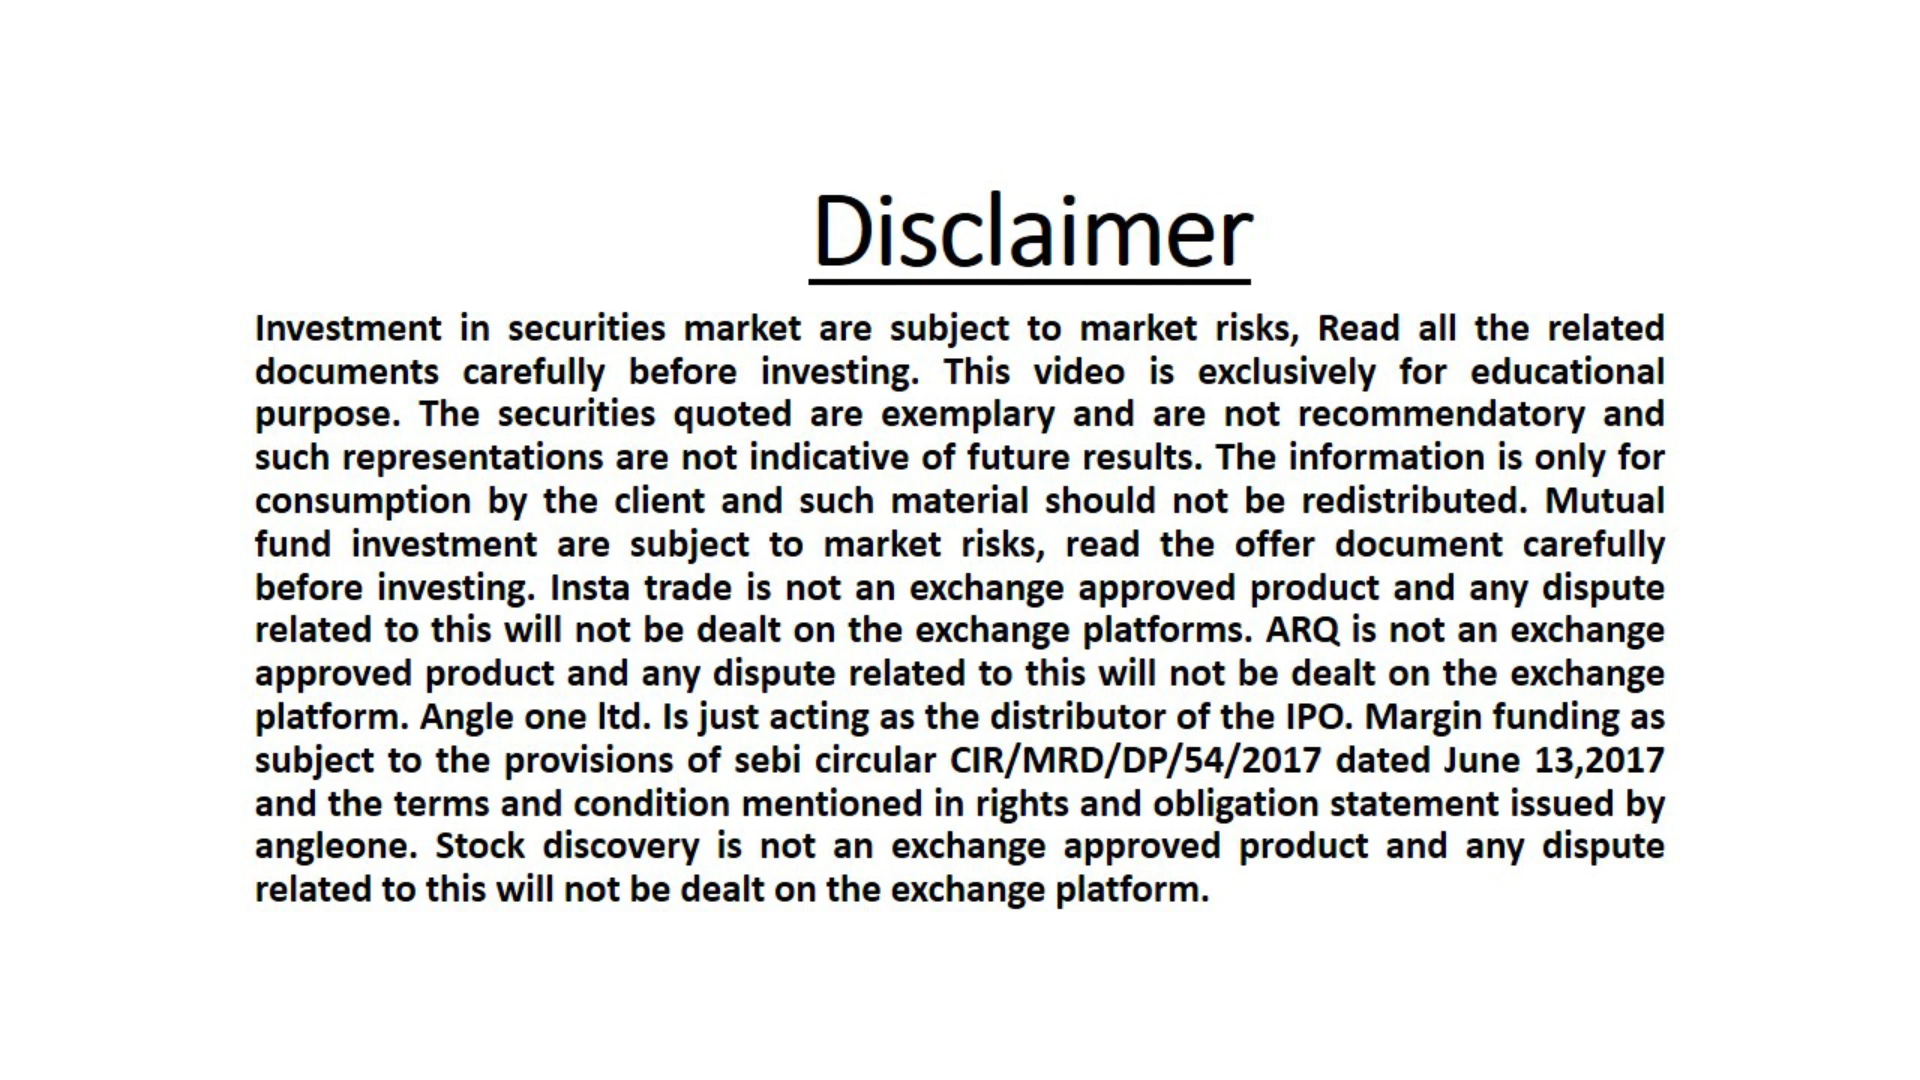 Disclaimer
Investment in securities market are subject to market risks, Read all the related
documents carefully before investing. This video is exclusively for educational
purpose. The securities quoted are exemplary and are not recommendatory and
such representations are not indicative of future results. The information is only for
consumption by the client and such material should not be redistributed. Mutual
fund investment are subject to market risks, read the offer document carefully
before investing. Insta trade is not an exchange approved product and any dispute
related to this will not be dealt on the exchange platforms. ARQ is not an exchange
approved product and any dispute related to this will not be dealt on the exchange
platform. Angle one ltd. Is just acting as the distributor of the IPO. Margin funding as
subject to the provisions of sebi circular CIR/MRD/DP/54/2017 dated June 13,2017
and the terms and condition mentioned in rights and obligation statement issued by
angleone. Stock discovery is not an exchange approved product and any dispute
related to this will not be dealt on the exchange platform.